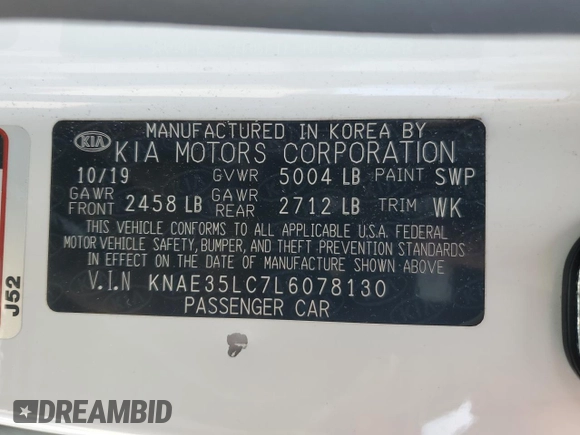 MANUFACTURED IN KOREA BY
KIA KIA MOTORS CORPORATION
10/19 GVWR 5004 LB PAINT SWP
GAWR FRONT 2458 LB GAWR REAR 2712 LB TRIM WK
THIS VEHICLE CONFORMS TO ALL APPLICABLE U.S.A. FEDERAL
MOTOR VEHICLE SAFETY, BUMPER, AND THEFT PREVENTION STANDARDS
IN EFFECT ON THE DATE OF MANUFACTURE SHOWN ABOVE
V.I.N KNAE35LC7L6078130
PASSENGER CAR
J52
DREAMBID